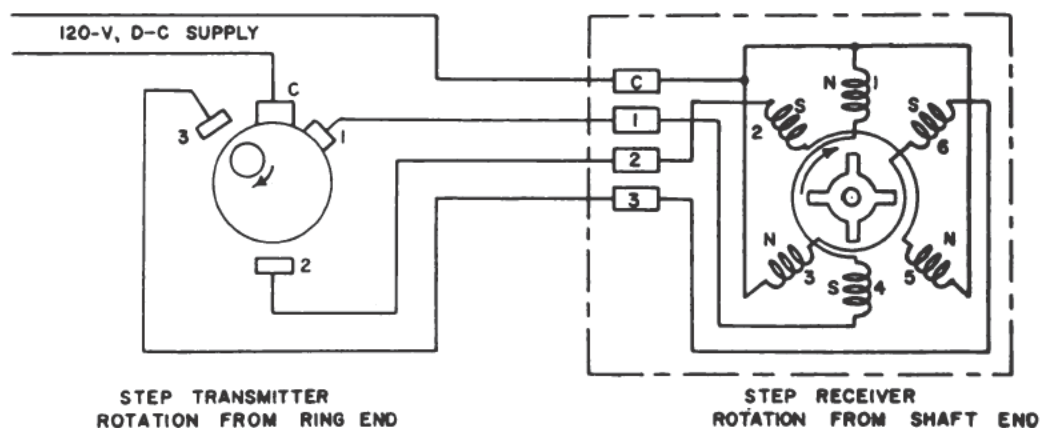 120-V, D-C SUPPLY
C
3
1
2
C
1
2
3
N
1
S
2
S
6
N
3
S
4
N
5
STEP TRANSMITTER
ROTATION FROM RING END
STEP RECEIVER
ROTATION FROM SHAFT END